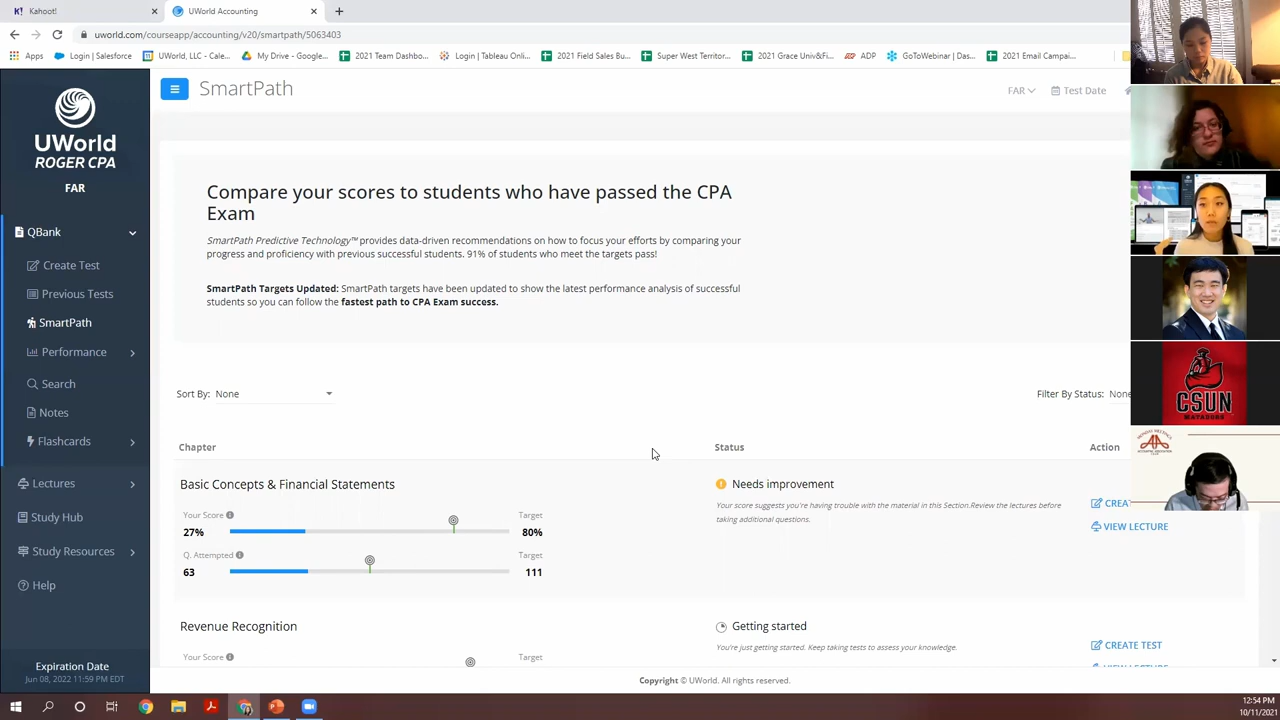 Kahoot!
UWorld Accounting
uworld.com/courseapp/accounting/v20/smartpath/5063403
Apps
Login | Salesforce
UWorld, LLC - Calen...
My Drive - Google...
2021 Team Dashbo...
Login | Tableau Onli...
2021 Field Sales Bu...
Super West Territor...
2021 Grace Univ&Fi...
ADP
GoToWebinar | Das...
2021 Email Campai...
UWorld
ROGER CPA
FAR
QBank
Create Test
Previous Tests
SmartPath
Performance
Search
Notes
Flashcards
Lectures
Study Hub
Study Resources
Help
Expiration Date
Jun 08, 2022 11:59 PM EDT
SmartPath
FAR
Test Date
Compare your scores to students who have passed the CPA
Exam
SmartPath Predictive Technology™ provides data-driven recommendations on how to focus your efforts by comparing your
progress and proficiency with previous successful students. 91% of students who meet the targets pass!
SmartPath Targets Updated: SmartPath targets have been updated to show the latest performance analysis of successful
students so you can follow the fastest path to CPA Exam success.
Sort By: None
Filter By Status: None
Chapter
Status
Action
Basic Concepts & Financial Statements
Your Score
Target
27%
80%
Q. Attempted
Target
63
111
Needs improvement
Your score suggests you're having trouble with the material in this Section.Review the lectures before
taking additional questions.
CREA
VIEW LECTURE
Revenue Recognition
Your Score
Target
Getting started
You're just getting started. Keep taking tests to assess your knowledge.
CREATE TEST
VIEW LECTURE
Copyright © UWorld. All rights reserved.
CSUN
MATADORS
12:54 PM
10/11/2021